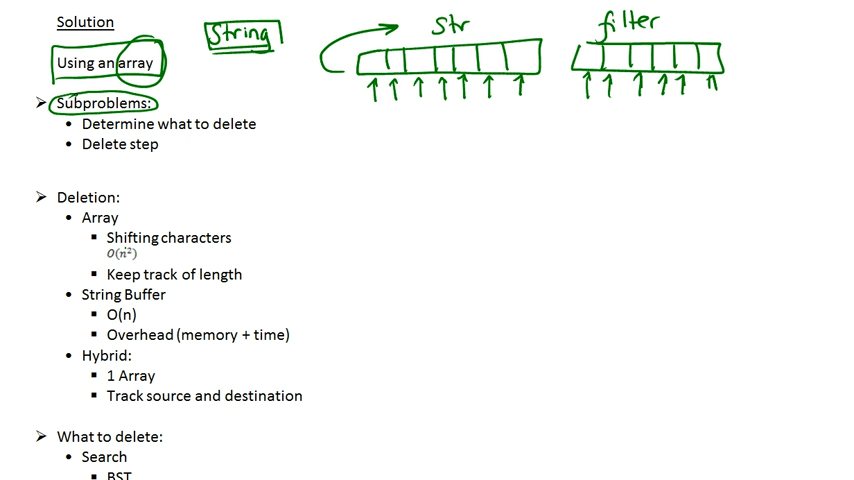 Solution
String
str
filter
Using an array
➢ Subproblems:
• Determine what to delete
• Delete step
➢ Deletion:
• Array
▪ Shifting characters
O(n²)
▪ Keep track of length
• String Buffer
▪ O(n)
▪ Overhead (memory + time)
• Hybrid:
▪ 1 Array
▪ Track source and destination
➢ What to delete:
• Search
▪ BST